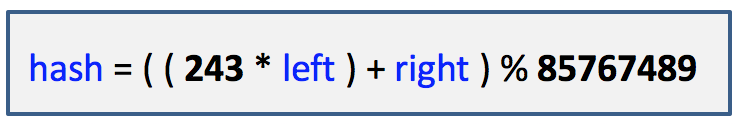 hash = ( ( 243 * left ) + right ) % 85767489